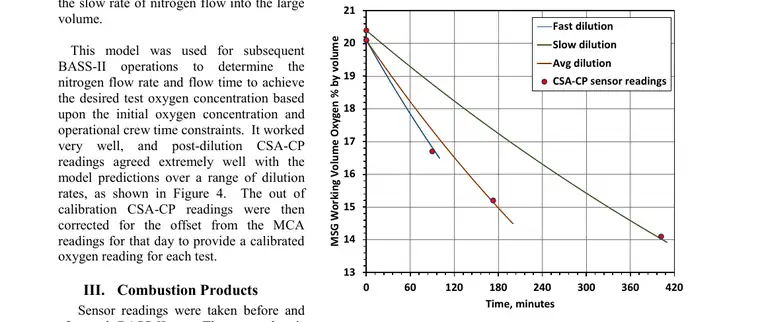 the slow rate of nitrogen flow into the large
volume.
This model was used for subsequent
BASS-II operations to determine the
nitrogen flow rate and flow time to achieve
the desired test oxygen concentration based
upon the initial oxygen concentration and
operational crew time constraints. It worked
very well, and post-dilution CSA-CP
readings agreed extremely well with the
model predictions over a range of dilution
rates, as shown in Figure 4. The out of
calibration CSA-CP readings were then
corrected for the offset from the MCA
readings for that day to provide a calibrated
oxygen reading for each test.
III. Combustion Products
Sensor readings were taken before and
MSG Working Volume Oxygen % by volume
21
20
19
18
17
16
15
14
13
0 60 120 180 240 300 360 420
Time, minutes
Fast dilution
Slow dilution
Avg dilution
CSA-CP sensor readings